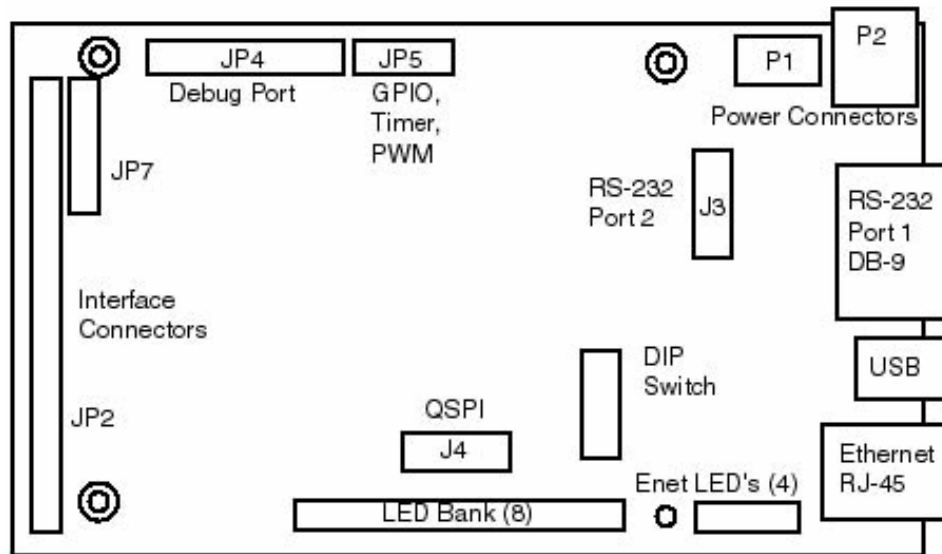 JP4
Debug Port
JP5
GPIO,
Timer,
PWM
P1
P2
Power Connectors
JP7
RS-232
Port 2
J3
RS-232
Port 1
DB-9
Interface
Connectors
DIP
Switch
USB
JP2
QSPI
J4
Ethernet
RJ-45
Enet LED's (4)
LED Bank (8)